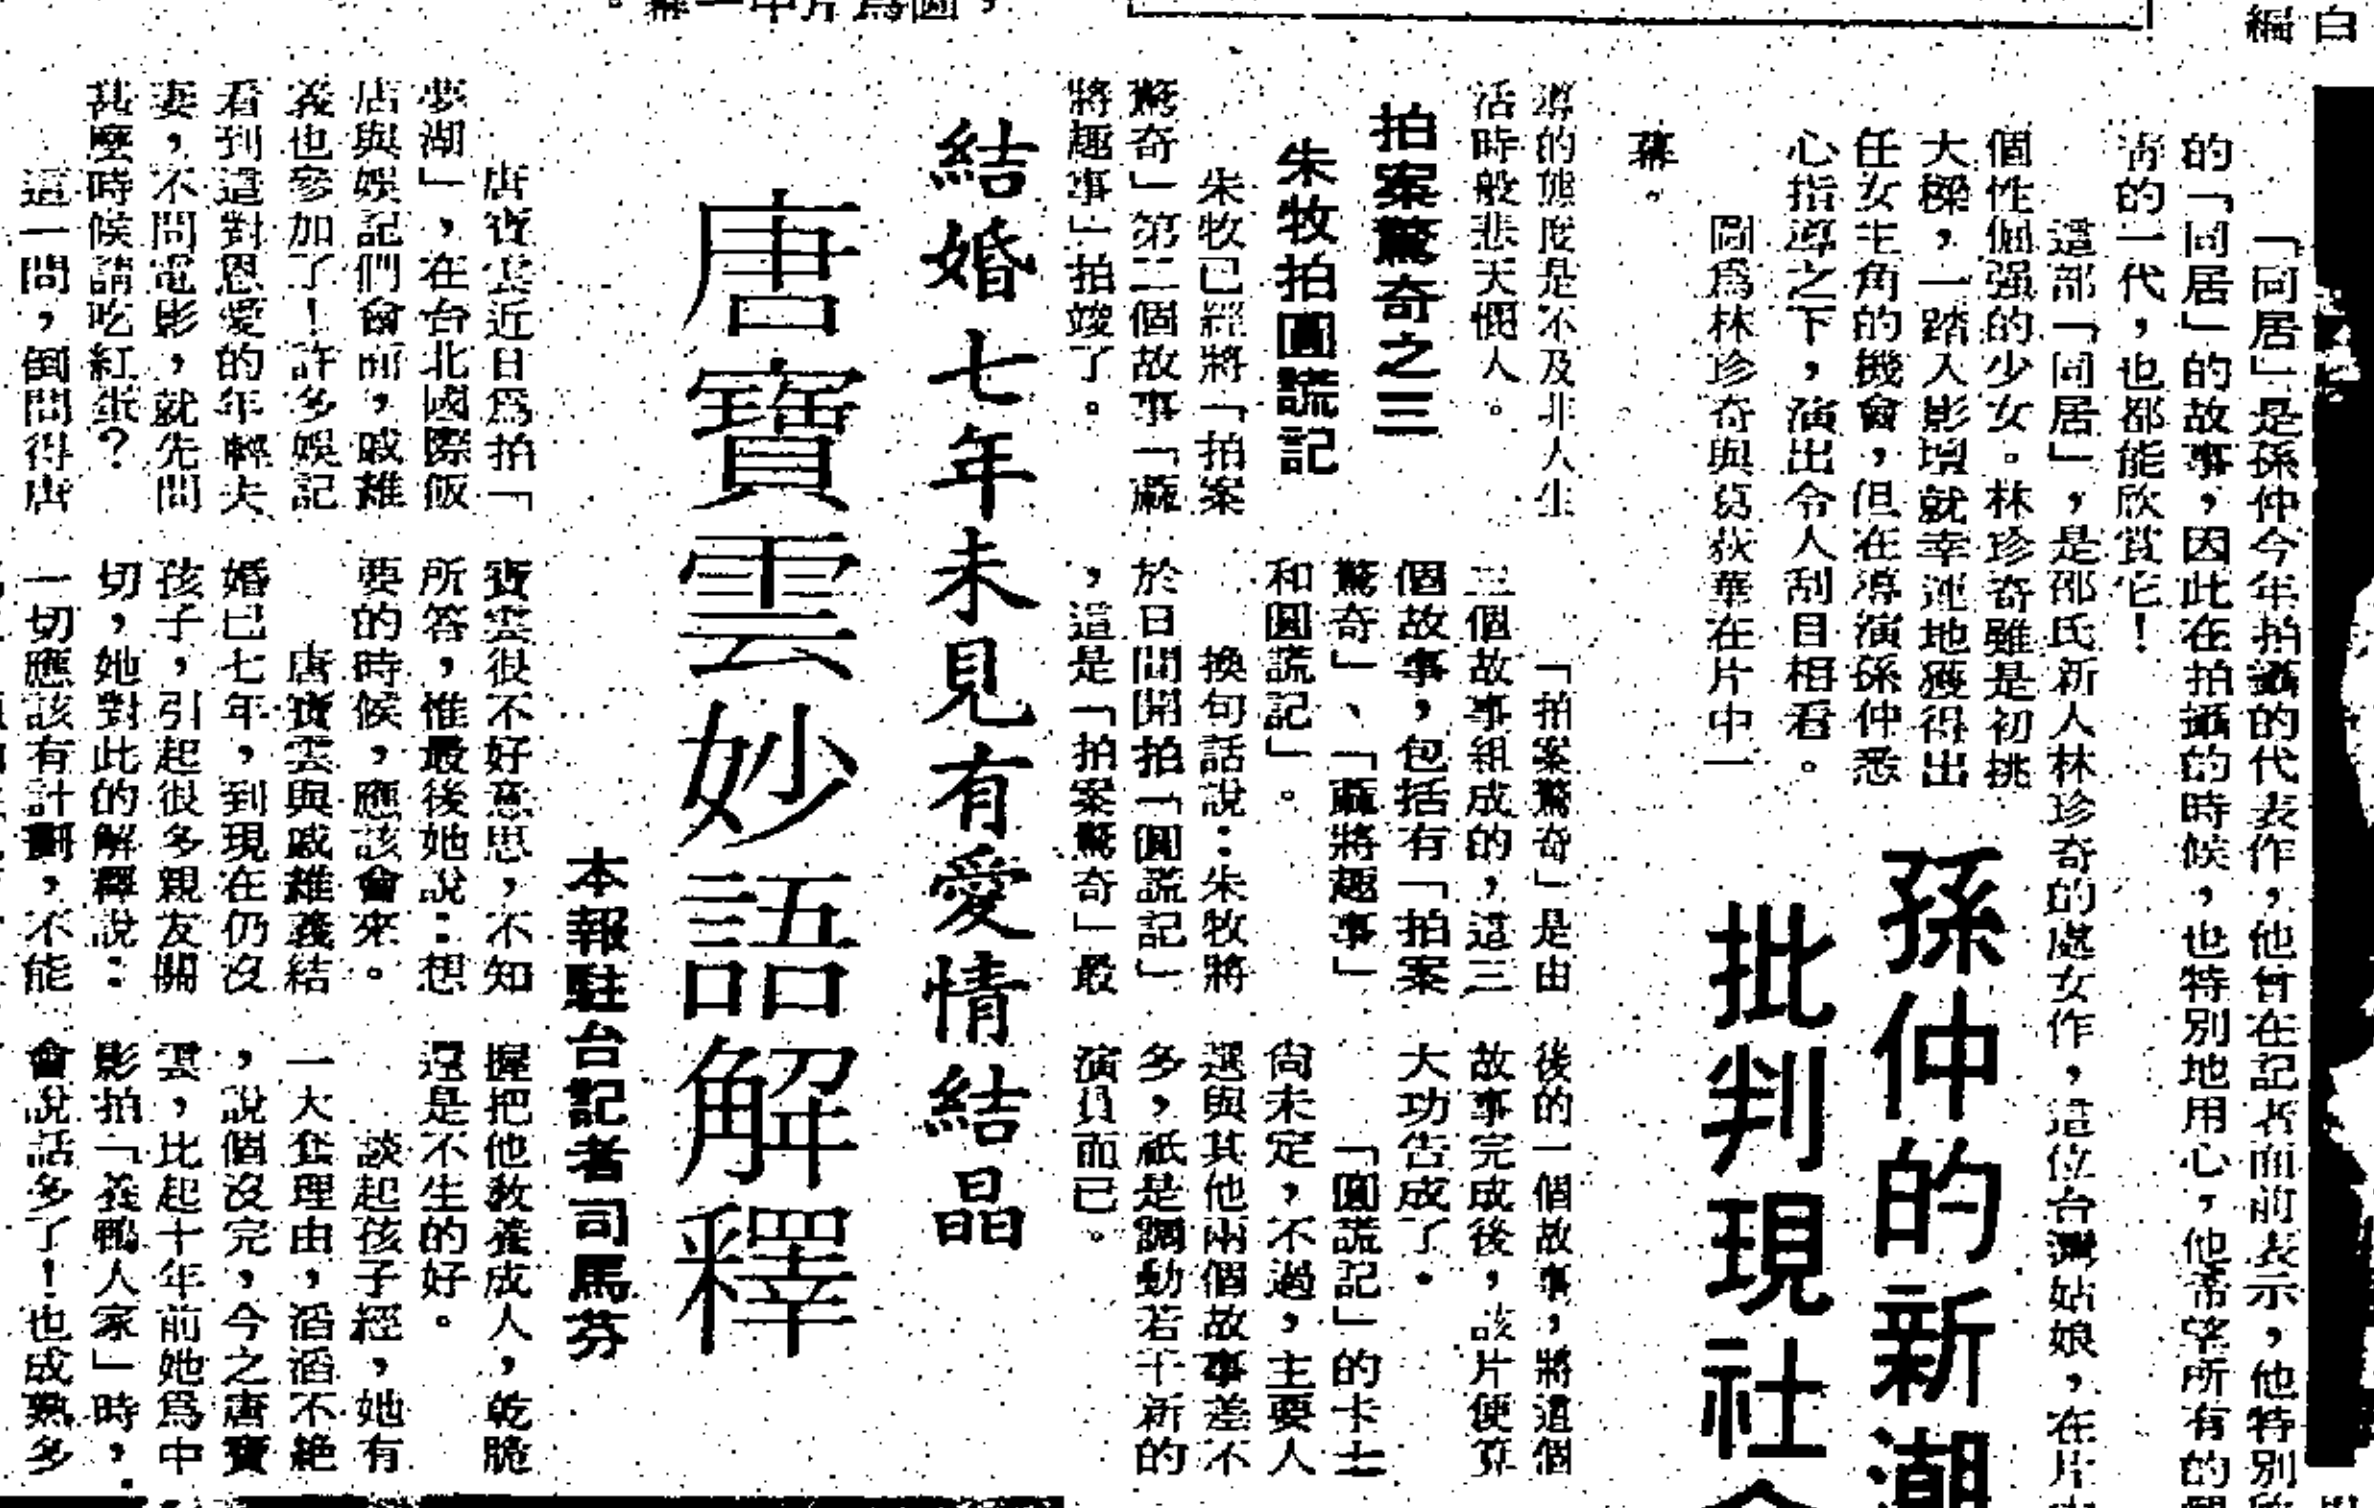 白
編
「同居」是孫仲今年拍攝的代表作，他曾在記者面前表示，他特別
的「同居」的故事，因此在拍攝的時候，也特別地用心，他希望所有的
青的一代，也都能欣賞它！
這部「同居」，是邵氏新人林珍奇的處女作，這位台灣姑娘，在片
個性倔强的少女。林珍奇雖是初挑
大樑，一踏入影壇就幸運地獲得出
任女主角的機會，但在導演孫仲悉
心指導之下，演出令人刮目相看。
圖爲林珍奇與葛荻華在片中一
幕。
孫仲的新潮
批判現社會
導的態度是不及非人生
活時般悲天憫人。
拍案驚奇之三
朱牧拍圓謊記
朱牧已經將「拍案
驚奇」第二個故事「蔴
將趣事」拍竣了。
「拍案驚奇」是由
三個故事組成的，這三
個故事，包括有「拍案
驚奇」、「蔴將趣事」
和圓謊記」。
換句話說：朱牧將
於日間開拍「圓謊記」
，這是「拍案驚奇」最
後的一個故事，將這個
故事完成後，該片便算
大功告成了。
「圓謊記」的卡士
尙未定，不過，主要人
選與其他兩個故事差不
多，祇是調動若干新的
演員而已。
結婚七年未見有愛情結晶
唐寶雲妙語解釋
本報駐台記者司馬芬
唐寶雲近日爲拍「
夢湖」，在台北國際飯
店與娛記們會面，戚維
義也參加了！許多娛記
看到這對恩愛的年輕夫
妻，不問電影，就先問
甚麼時候請吃紅蛋？
這一問，倒問得唐
寶雲很不好意思，不知
所答，惟最後她說：想
要的時候，應該會來。
唐寶雲與戚維義結
婚已七年，到現在仍沒
孩子，引起很多親友關
切，她對此的解釋說：
一切應該有計劃，不能
握把他教養成人，乾脆
還是不生的好。
談起孩子經，她有
一大套理由，滔滔不絕
，說個沒完，今之唐寶
雲，比起十年前她爲中
影拍「養鴨人家」時，
會說話多了！也成熟多
圖爲片中一幕。